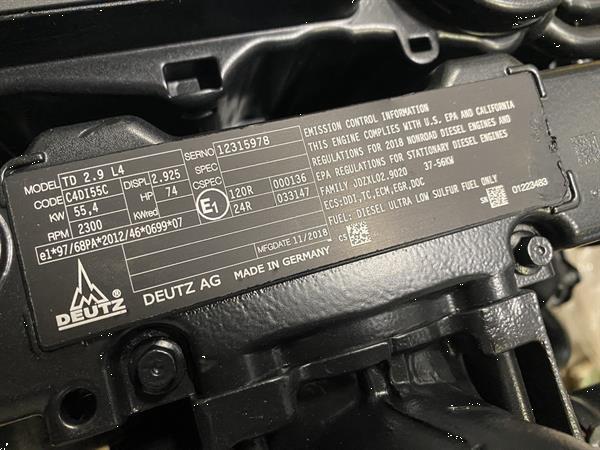 MODEL TD 2.9 L4 SERNO 12315978
CODE C4DI55C DISPL 2.925 SPEC
KW 55,4 HP 74 CSPEC
RPM 2300 KWred E1 120R 000136
24R 033147
e1*97/68PA*2012/46*0699*07
MFGDATE 11/2018
DEUTZ ®
DEUTZ AG MADE IN GERMANY
EMISSION CONTROL INFORMATION
THIS ENGINE COMPLIES WITH U.S. EPA AND CALIFORNIA
REGULATIONS FOR 2018 NONROAD DIESEL ENGINES AND
EPA REGULATIONS FOR STATIONARY DIESEL ENGINES
FAMILY JDZXL02.9020 37-56KW
ECS:DDI,TC,ECM,EGR,DOC
FUEL: DIESEL ULTRA LOW SULFUR FUEL ONLY
CS
SN
01223483